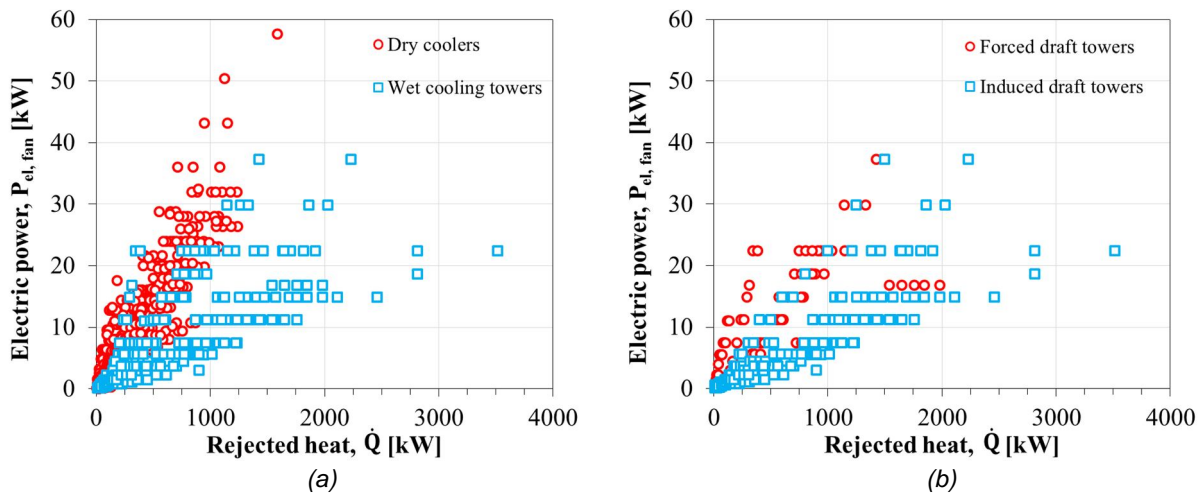 60
50
40
30
20
10
0
Electric power, P_el, fan [kW]
Dry coolers
Wet cooling towers
0 1000 2000 3000 4000
Rejected heat, Q̇ [kW]
(a)
60
50
40
30
20
10
0
Electric power, P_el, fan [kW]
Forced draft towers
Induced draft towers
0 1000 2000 3000 4000
Rejected heat, Q̇ [kW]
(b)